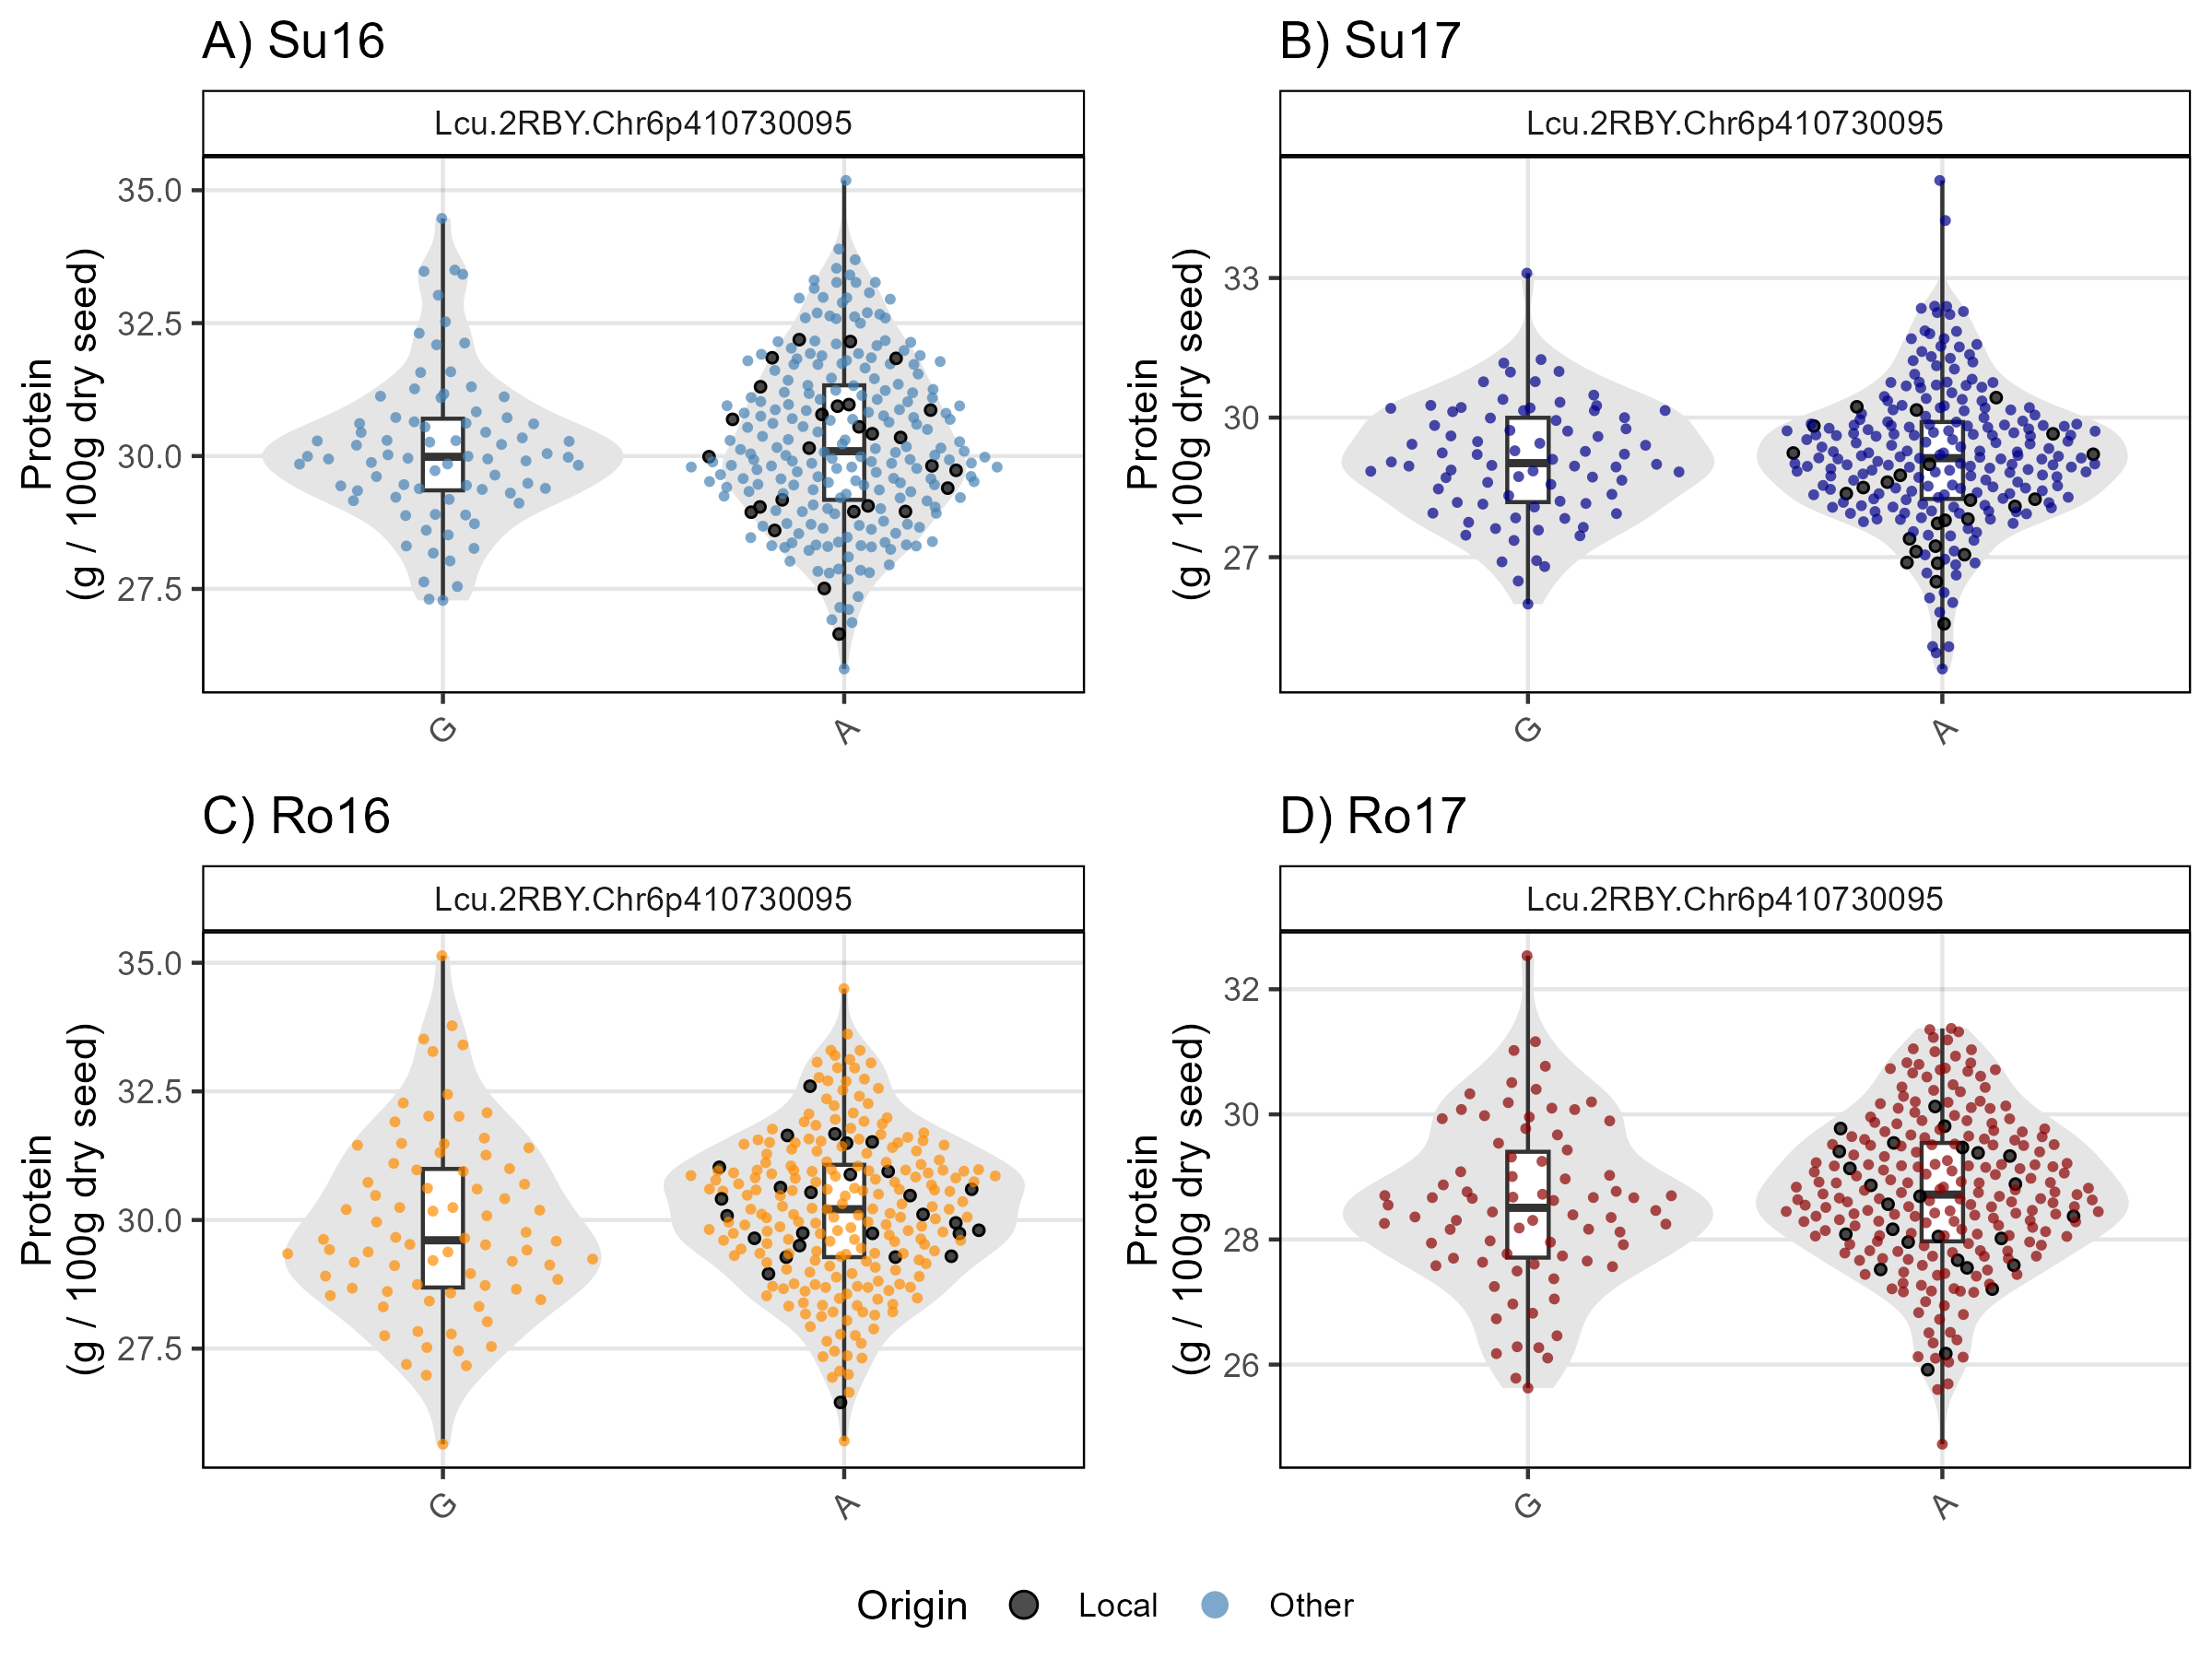 A) Su16
Lcu.2RBY.Chr6p410730095
Protein
(g / 100g dry seed)
35.0
32.5
30.0
27.5
G
A
B) Su17
Lcu.2RBY.Chr6p410730095
Protein
(g / 100g dry seed)
33
30
27
G
A
C) Ro16
Lcu.2RBY.Chr6p410730095
Protein
(g / 100g dry seed)
35.0
32.5
30.0
27.5
G
A
D) Ro17
Lcu.2RBY.Chr6p410730095
Protein
(g / 100g dry seed)
32
30
28
26
G
A
Origin Local Other